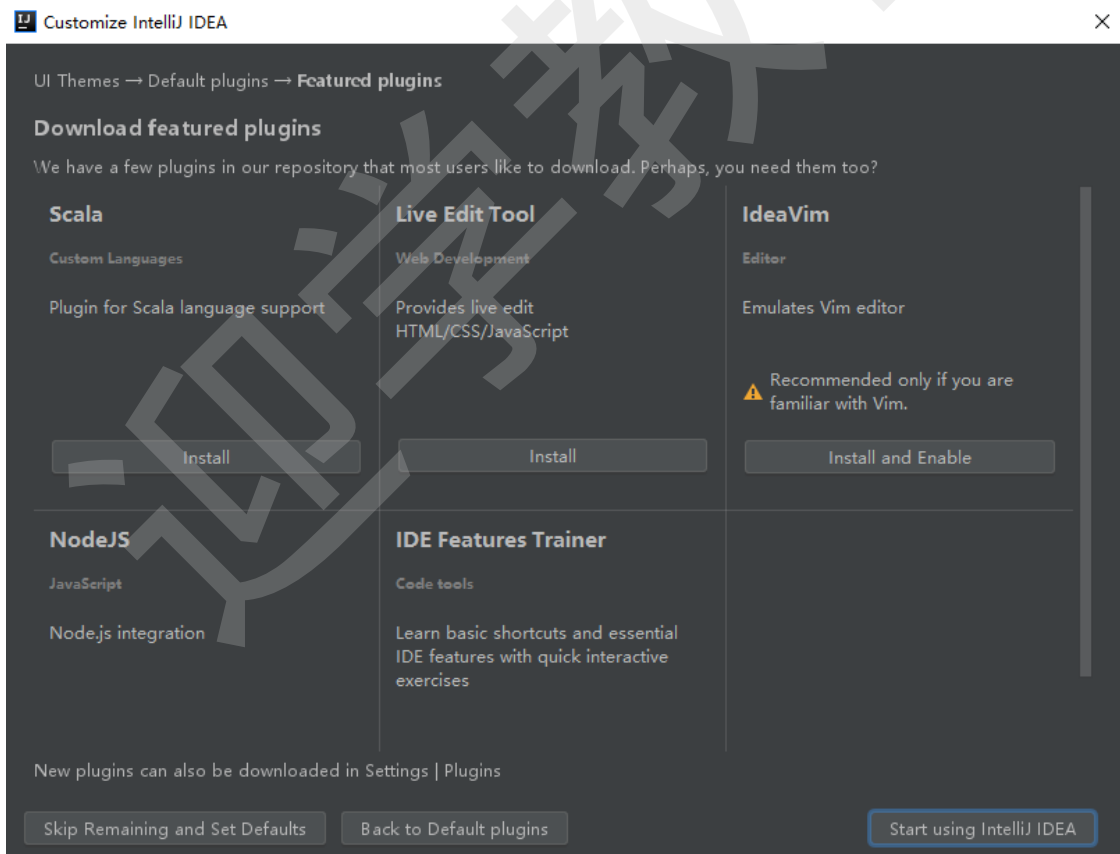 Customize IntelliJ IDEA
UI Themes → Default plugins → Featured plugins
Download featured plugins
We have a few plugins in our repository that most users like to download. Perhaps, you need them too?
Scala
Custom Languages
Plugin for Scala language support
Install
Live Edit Tool
Web Development
Provides live edit
HTML/CSS/JavaScript
Install
IdeaVim
Editor
Emulates Vim editor
Recommended only if you are
familiar with Vim.
Install and Enable
NodeJS
JavaScript
Node.js integration
IDE Features Trainer
Code tools
Learn basic shortcuts and essential
IDE features with quick interactive
exercises
New plugins can also be downloaded in Settings | Plugins
Skip Remaining and Set Defaults
Back to Default plugins
Start using IntelliJ IDEA
迎学教